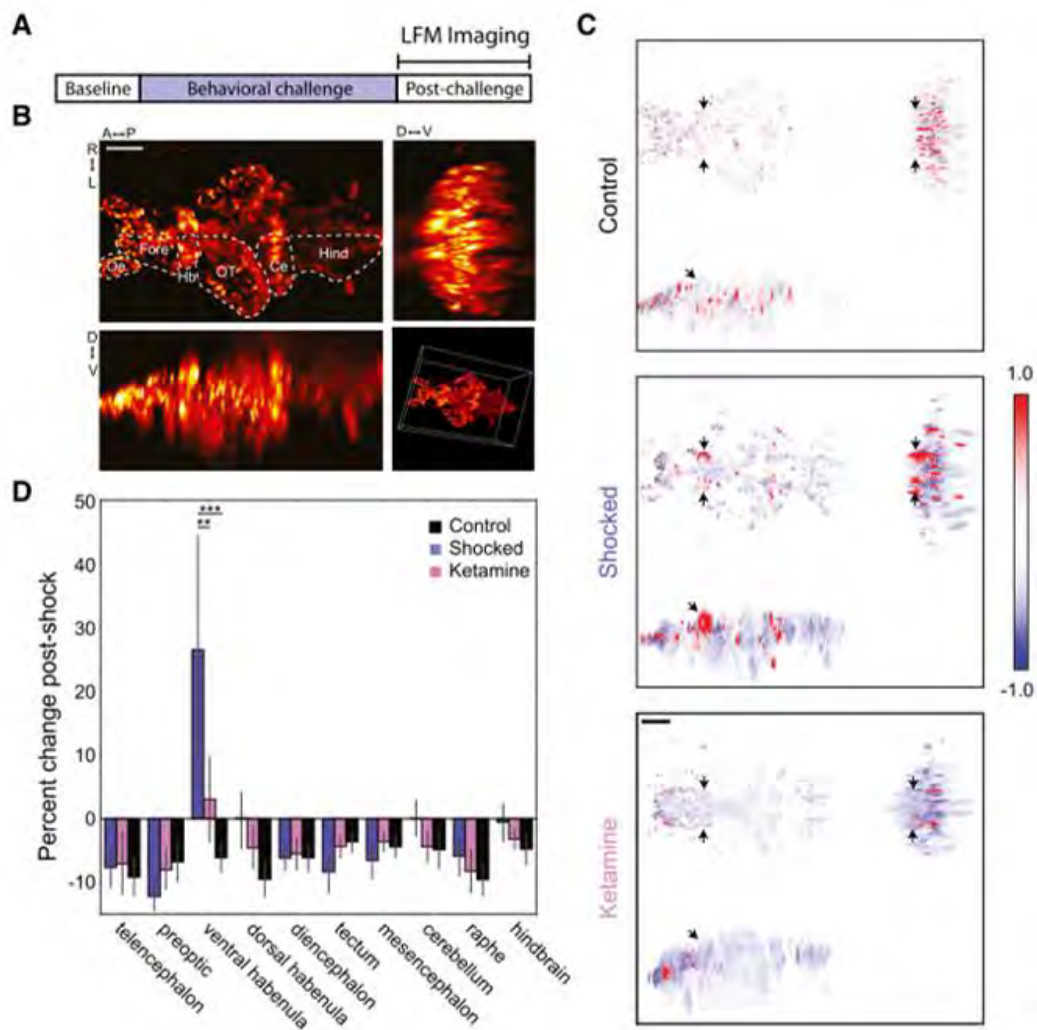 A
LFM Imaging
Baseline
Behavioral challenge
Post-challenge
B
A↔P
R↔L
D↔V
Oe
Fore
Hb
OT
Ce
Hind
D↔V
C
Control
Shocked
Ketamine
1.0
-1.0
D
Percent change post-shock
50
40
30
20
10
0
-10
***
**
Control
Shocked
Ketamine
telencephalon
preoptic
ventral habenula
dorsal habenula
diencephalon
tectum
mesencephalon
cerebellum
raphe
hindbrain